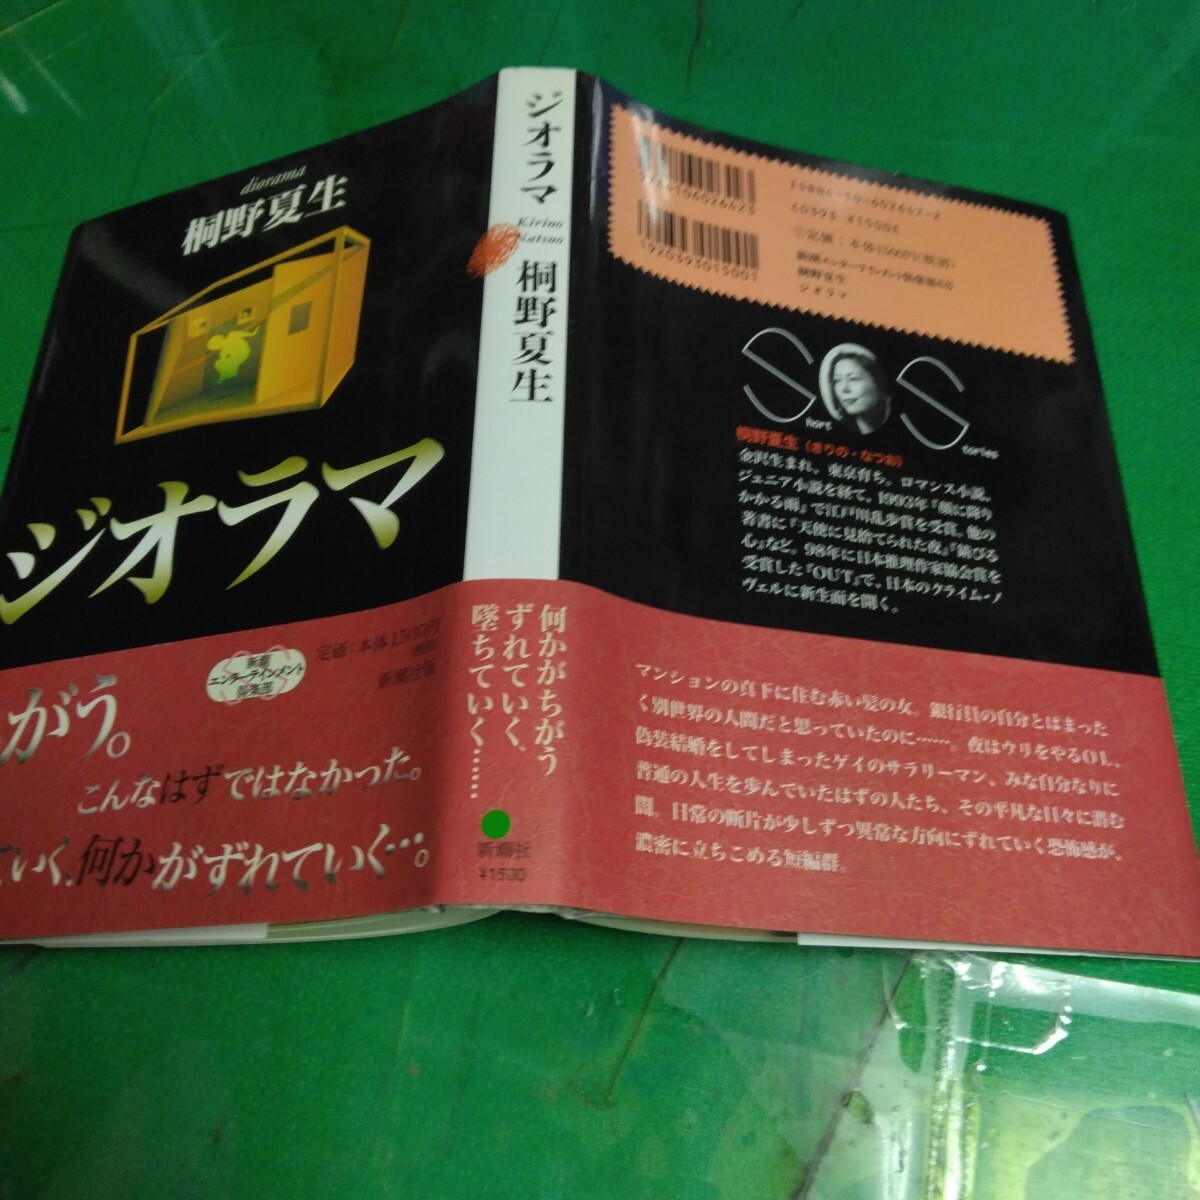 diorama
桐野夏生
ジオラマ
定価：本体1500円
新潮社版
新潮
エンターテインメント
倶楽部
がう。
こんなはずではなかった。
ていく、何かがずれていく…。
ジオラマ
Kirino
Natsuo
桐野夏生
何かがちがう
ずれていく、
墜ちていく……
新潮社
¥1500
1920393015001
ISBN4-10-602642-2
C0393 ¥1500E
定価：本体1500円(税別)
新潮エンターテインメント倶楽部SS
桐野夏生
ジオラマ
SOS
Short
Stories
桐野夏生（きりの・なつお）
金沢生まれ、東京育ち。ロマンス小説、
ジュニア小説を経て、1993年『顔に降り
かかる雨』で江戸川乱歩賞を受賞。他の
著書に『天使に見捨てられた夜』『錆びる
心』など。98年に日本推理作家協会賞を
受賞した『OUT』で、日本のクライム・ノ
ヴェルに新生面を開く。
マンションの真下に住む赤い髪の女。銀行員の自分とはまった
く別世界の人間だと思っていたのに……。夜はウリをやるOL、
偽装結婚をしてしまったゲイのサラリーマン、みな自分なりに
普通の人生を歩んでいたはずの人たち、その平凡な日々に潜む
闇。日常の断片が少しずつ異常な方向にずれていく恐怖感が、
濃密に立ちこめる短編群。